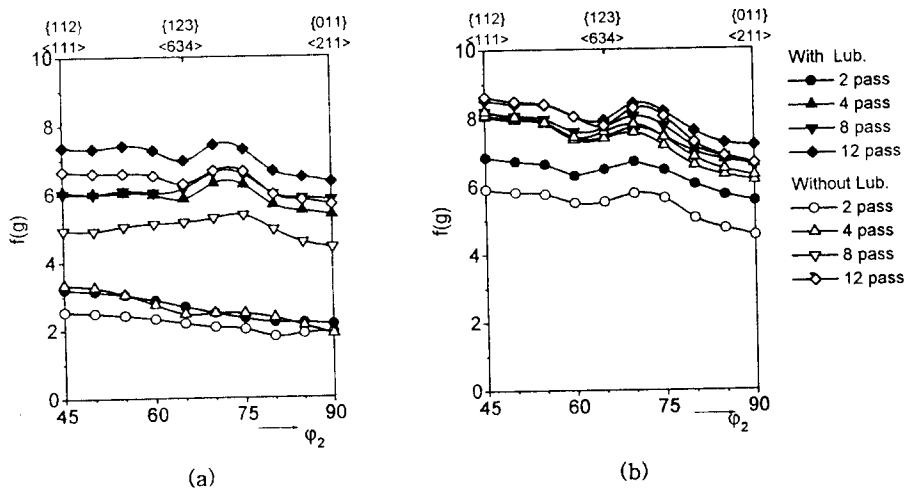 {112} {123} {011}
<111> <634> <211>
10
8
6
4
2
0
f(g)
45 60 75 90
φ2
(a)
{112} {123} {011}
<111> <634> <211>
10
8
6
4
2
0
f(g)
45 60 75 90
φ2
(b)
With Lub.
2 pass
4 pass
8 pass
12 pass
Without Lub.
2 pass
4 pass
8 pass
12 pass